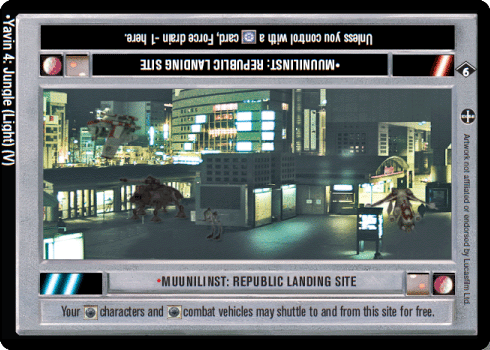 Unless you control with a card, Force drain -1 here.
•MUUNILINST: REPUBLIC LANDING SITE
•Yavin 4: Jungle (Light) (V)
6
Artwork not affiliated or endorsed by Lucasfilm Ltd.
•MUUNILINST: REPUBLIC LANDING SITE
Your characters and combat vehicles may shuttle to and from this site for free.